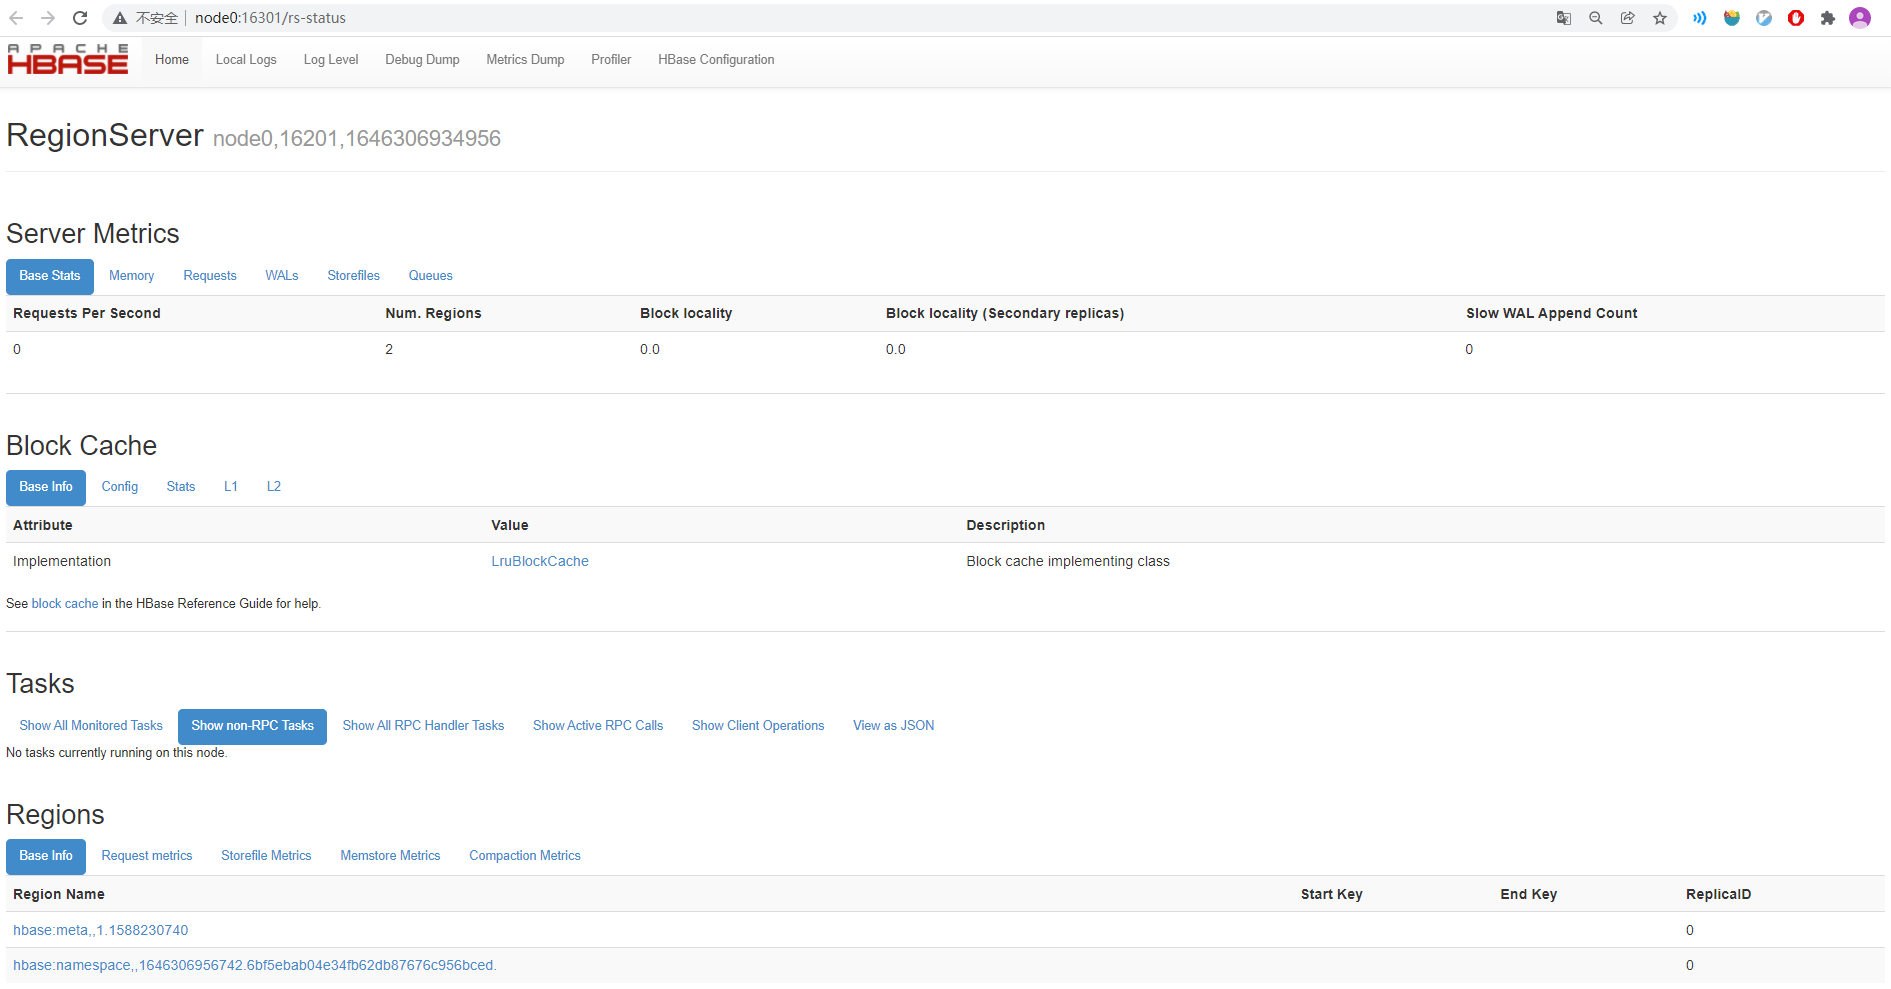 不安全 node0:16301/rs-status
APACHE
HBASE Home Local Logs Log Level Debug Dump Metrics Dump Profiler HBase Configuration
RegionServer node0,16201,1646306934956
Server Metrics
Base Stats Memory Requests WALs Storefiles Queues
Requests Per Second Num. Regions Block locality Block locality (Secondary replicas) Slow WAL Append Count
0 2 0.0 0.0 0
Block Cache
Base Info Config Stats L1 L2
Attribute Value Description
Implementation LruBlockCache Block cache implementing class
See block cache in the HBase Reference Guide for help.
Tasks
Show All Monitored Tasks Show non-RPC Tasks Show All RPC Handler Tasks Show Active RPC Calls Show Client Operations View as JSON
No tasks currently running on this node.
Regions
Base Info Request metrics Storefile Metrics Memstore Metrics Compaction Metrics
Region Name Start Key End Key ReplicaID
hbase:meta,,1.1588230740 0
hbase:namespace,,1646306956742.6bf5ebab04e34fb62db87676c956bced. 0